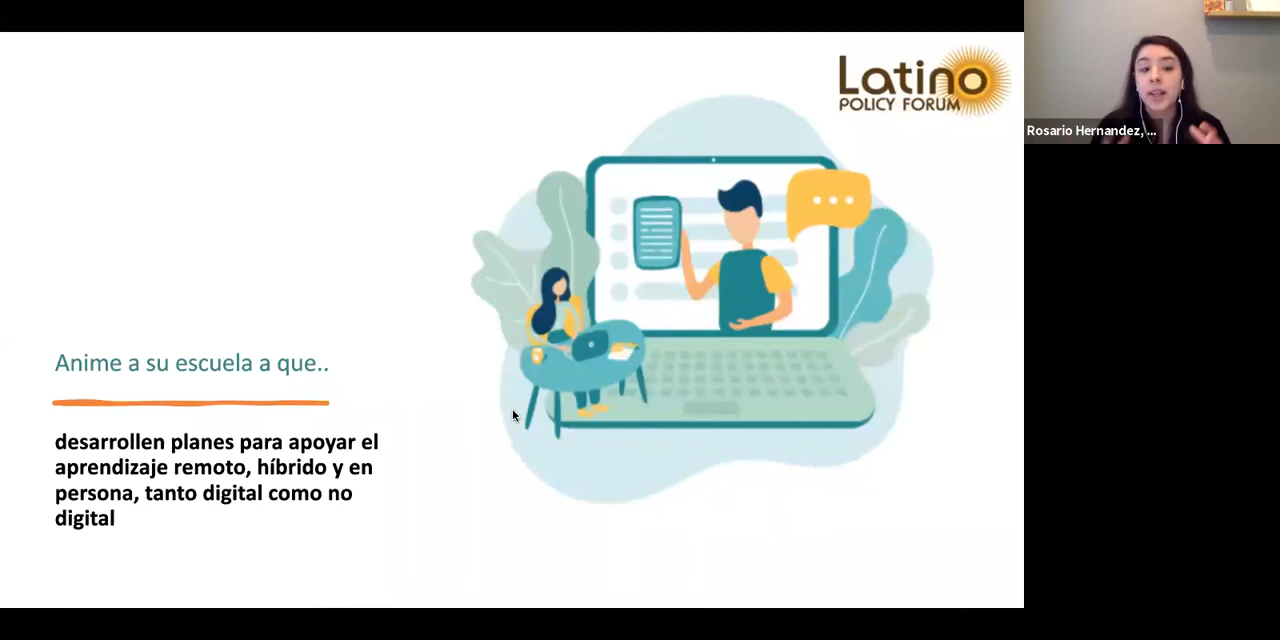 Latino
POLICY FORUM
Rosario Hernandez, ...
Anime a su escuela a que..
desarrollen planes para apoyar el
aprendizaje remoto, híbrido y en
persona, tanto digital como no
digital